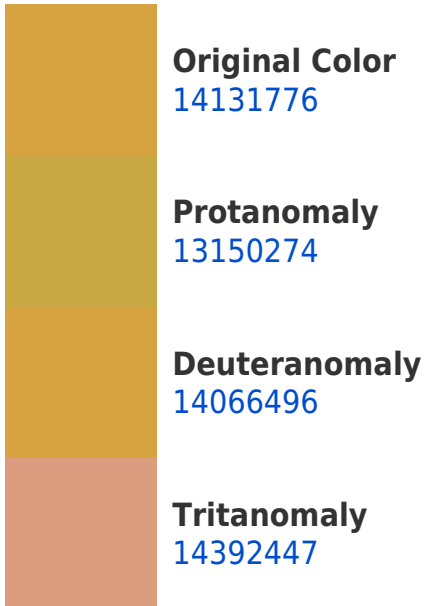 Original Color
14131776
Protanomaly
13150274
Deuteranomaly
14066496
Tritanomaly
14392447